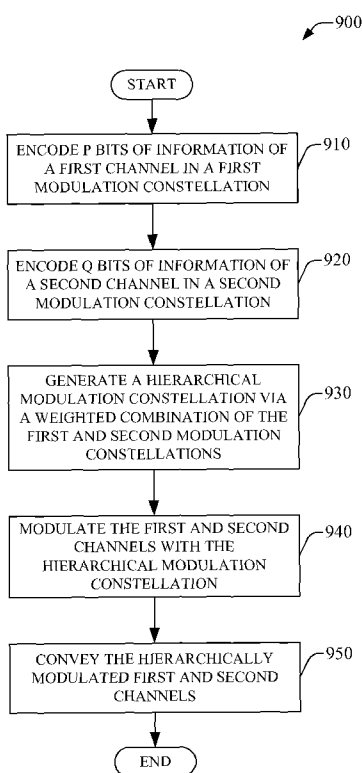 900
START
ENCODE P BITS OF INFORMATION OF
A FIRST CHANNEL IN A FIRST
MODULATION CONSTELLATION
910
ENCODE Q BITS OF INFORMATION OF
A SECOND CHANNEL IN A SECOND
MODULATION CONSTELLATION
920
GENERATE A HIERARCHICAL
MODULATION CONSTELLATION VIA
A WEIGHTED COMBINATION OF THE
FIRST AND SECOND MODULATION
CONSTELLATIONS
930
MODULATE THE FIRST AND SECOND
CHANNELS WITH THE
HIERARCHICAL MODULATION
CONSTELLATION
940
CONVEY THE HIERARCHICALLY
MODULATED FIRST AND SECOND
CHANNELS
950
END